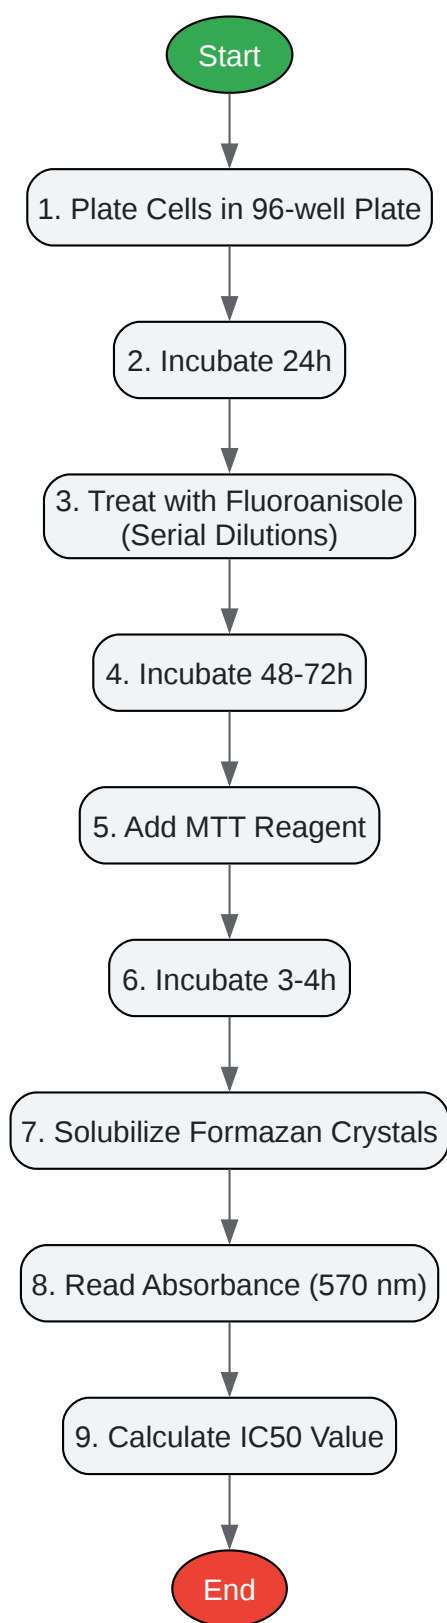 Start
1. Plate Cells in 96-well Plate
2. Incubate 24h
3. Treat with Fluoroanisole
(Serial Dilutions)
4. Incubate 48-72h
5. Add MTT Reagent
6. Incubate 3-4h
7. Solubilize Formazan Crystals
8. Read Absorbance (570 nm)
9. Calculate IC50 Value
End